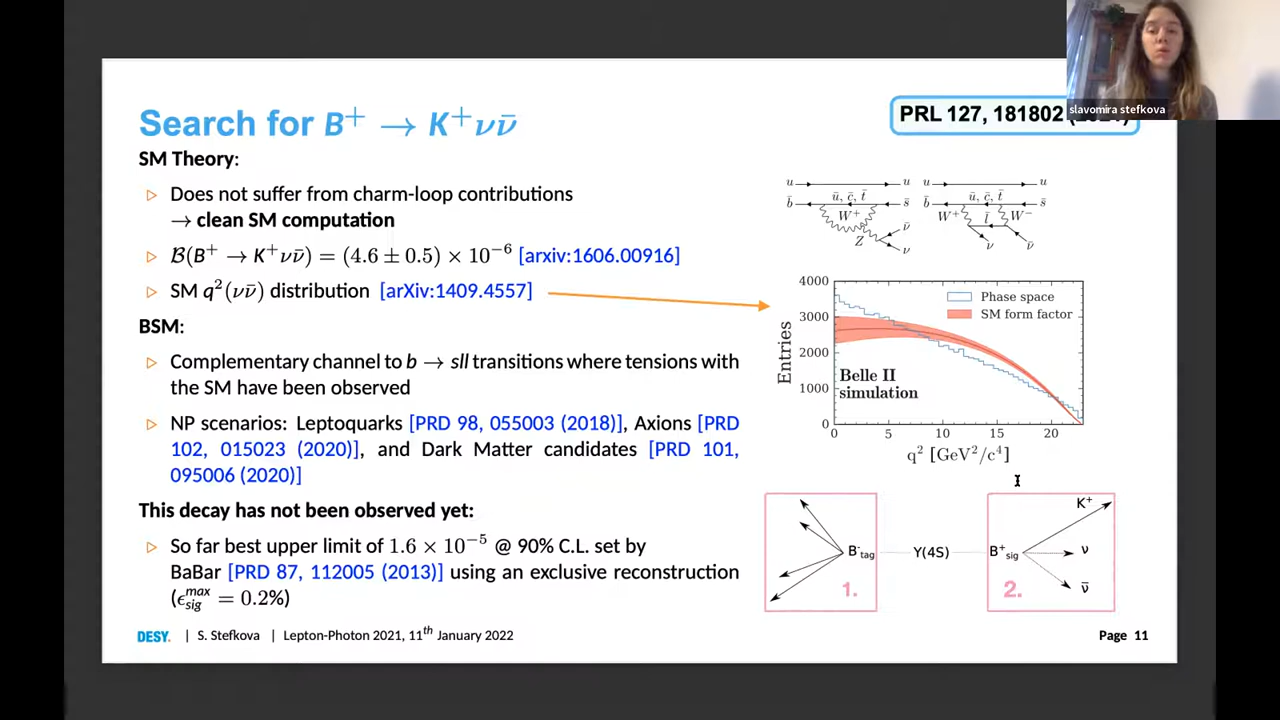 slavomira stefkova
Search for B⁺ → K⁺νν̄
PRL 127, 181802
SM Theory:
▷ Does not suffer from charm-loop contributions
→ clean SM computation
▷ ℬ(B⁺ → K⁺νν̄) = (4.6 ± 0.5) × 10⁻⁶ [arxiv:1606.00916]
▷ SM q²(νν̄) distribution [arXiv:1409.4557]
BSM:
▷ Complementary channel to b → sll transitions where tensions with
the SM have been observed
▷ NP scenarios: Leptoquarks [PRD 98, 055003 (2018)], Axions [PRD
102, 015023 (2020)], and Dark Matter candidates [PRD 101,
095006 (2020)]
This decay has not been observed yet:
▷ So far best upper limit of 1.6 × 10⁻⁵ @ 90% C.L. set by
BaBar [PRD 87, 112005 (2013)] using an exclusive reconstruction
(ϵ_sig^max = 0.2%)
u u u u
ū, c̄, t̄ ū, c̄, t̄
b̄ s̄ b̄ s̄
W⁺ W⁺ l̄ W⁻
Z ν̄ ν ν ν̄
4000
3000
2000
1000
0
Entries
Phase space
SM form factor
Belle II
simulation
0 5 10 15 20
q² [GeV²/c⁴]
B⁻tag
1.
Υ(4S)
B⁺sig
K⁺
ν
ν̄
2.
DESY. | S. Stefkova | Lepton-Photon 2021, 11th January 2022
Page 11